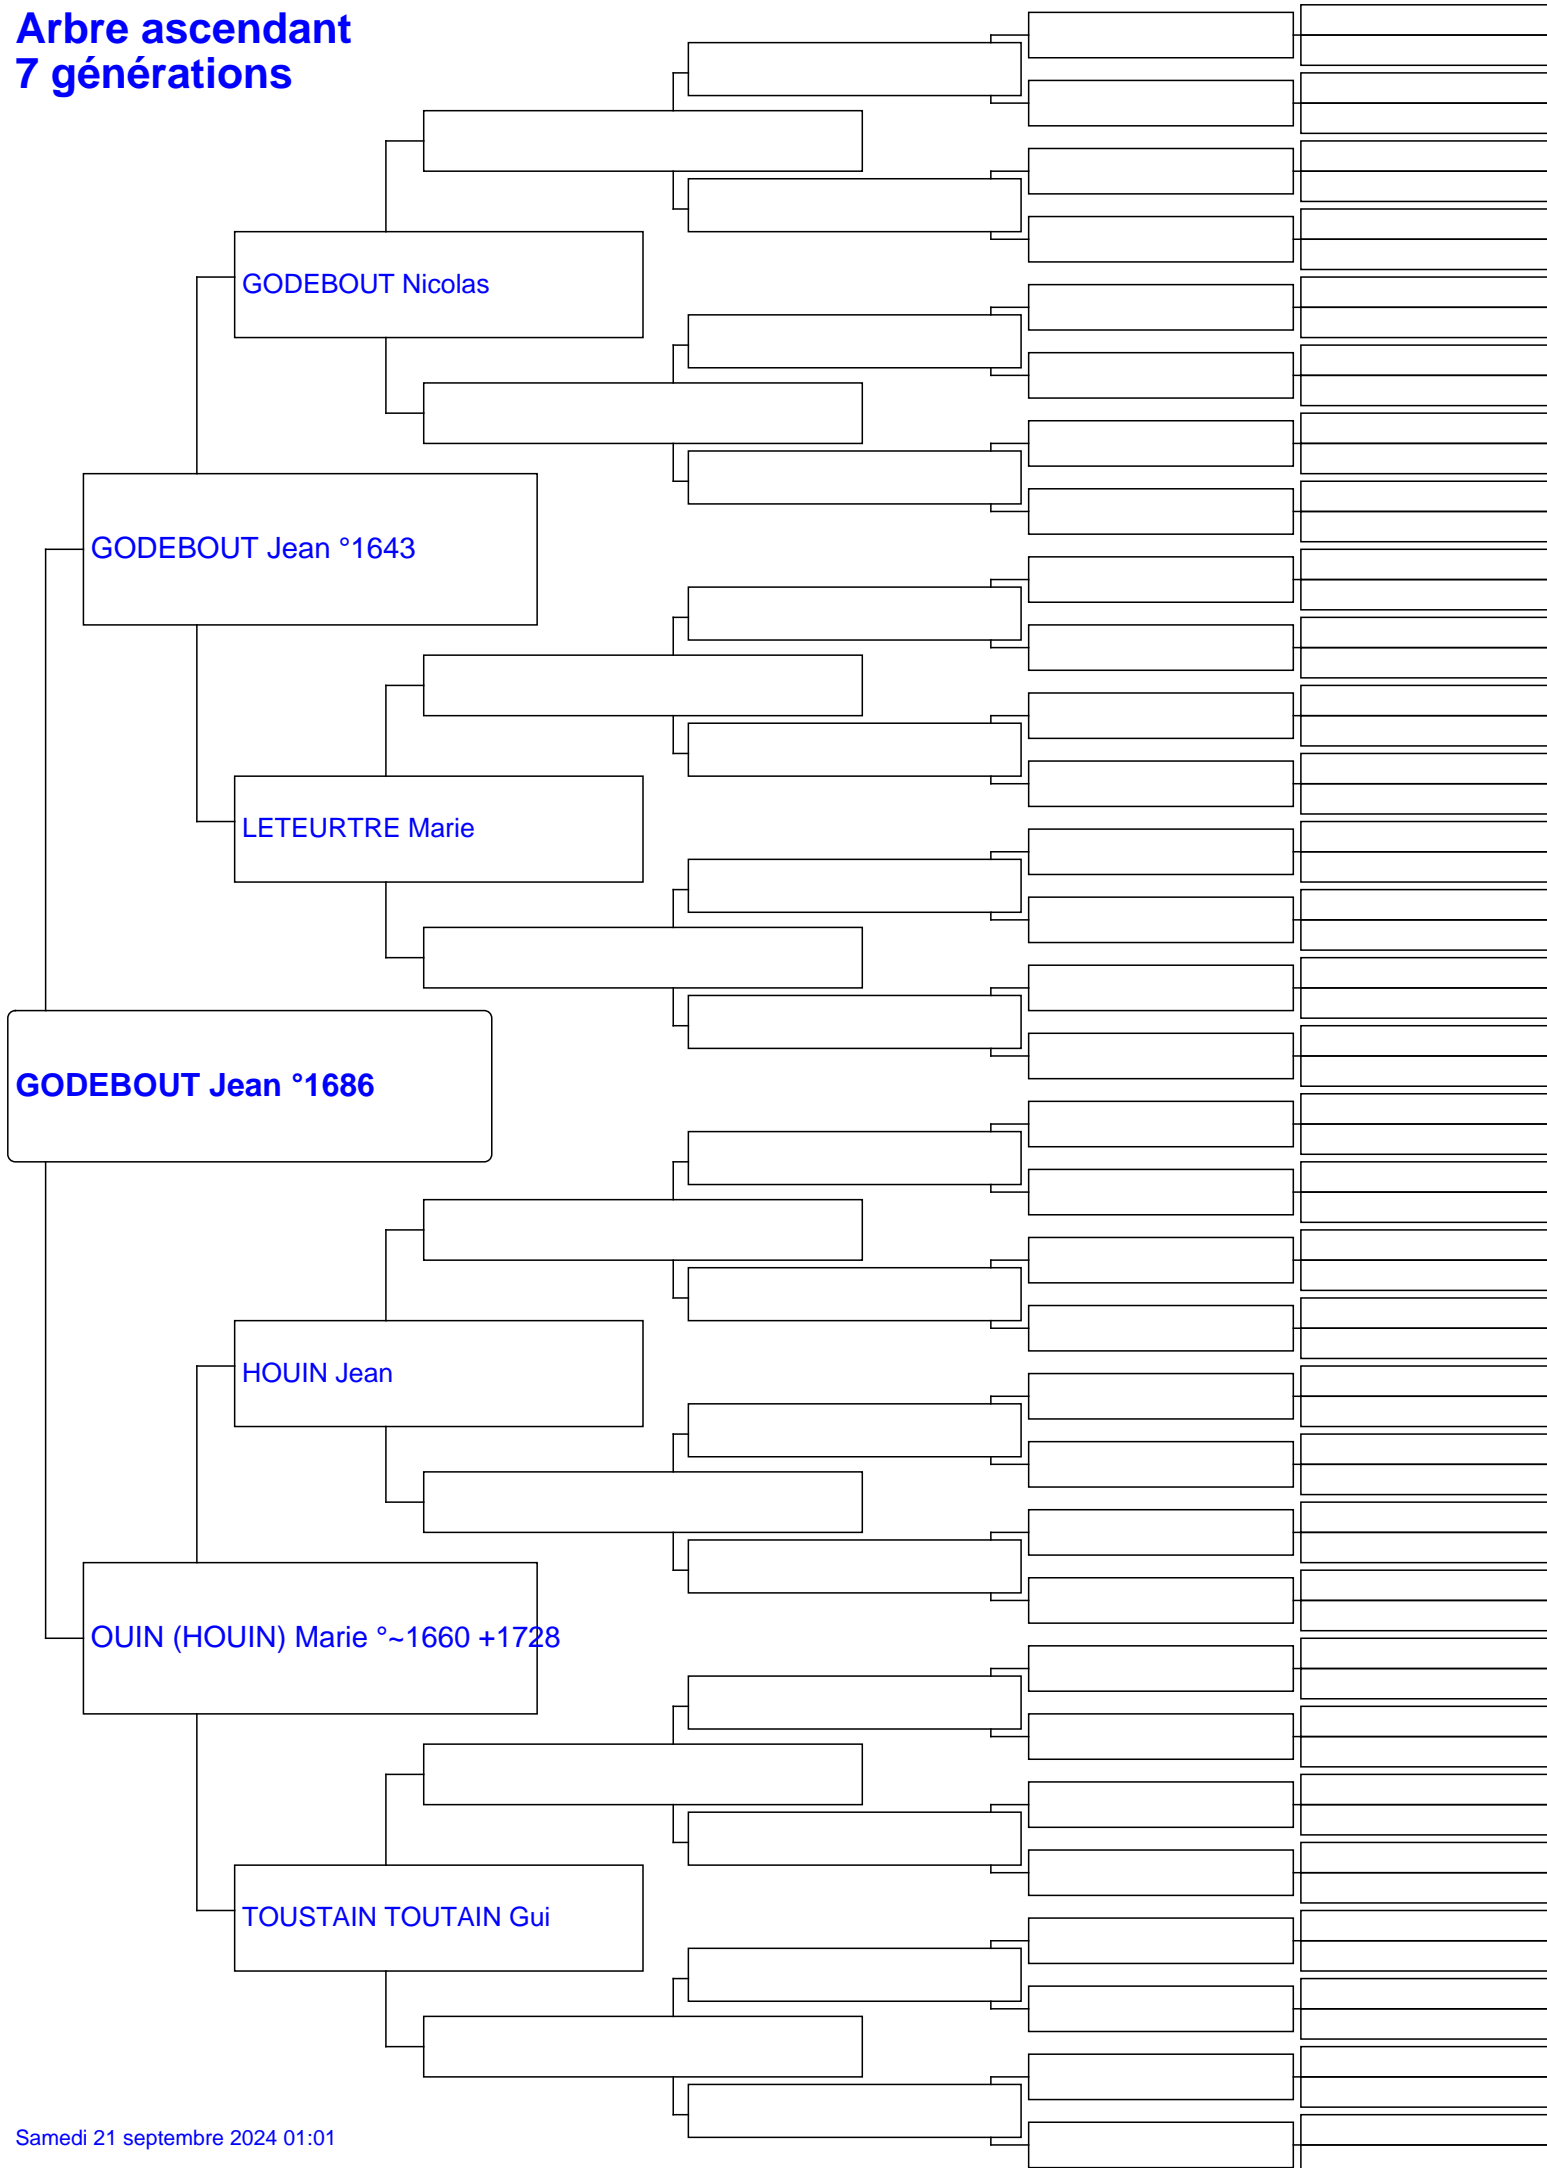 Arbre ascendant
7 générations
GODEBOUT Nicolas
GODEBOUT Jean °1643
LETEURTRE Marie
GODEBOUT Jean °1686
HOUIN Jean
OUIN (HOUIN) Marie °~1660 +1728
TOUSTAIN TOUTAIN Gui
Samedi 21 septembre 2024 01:01